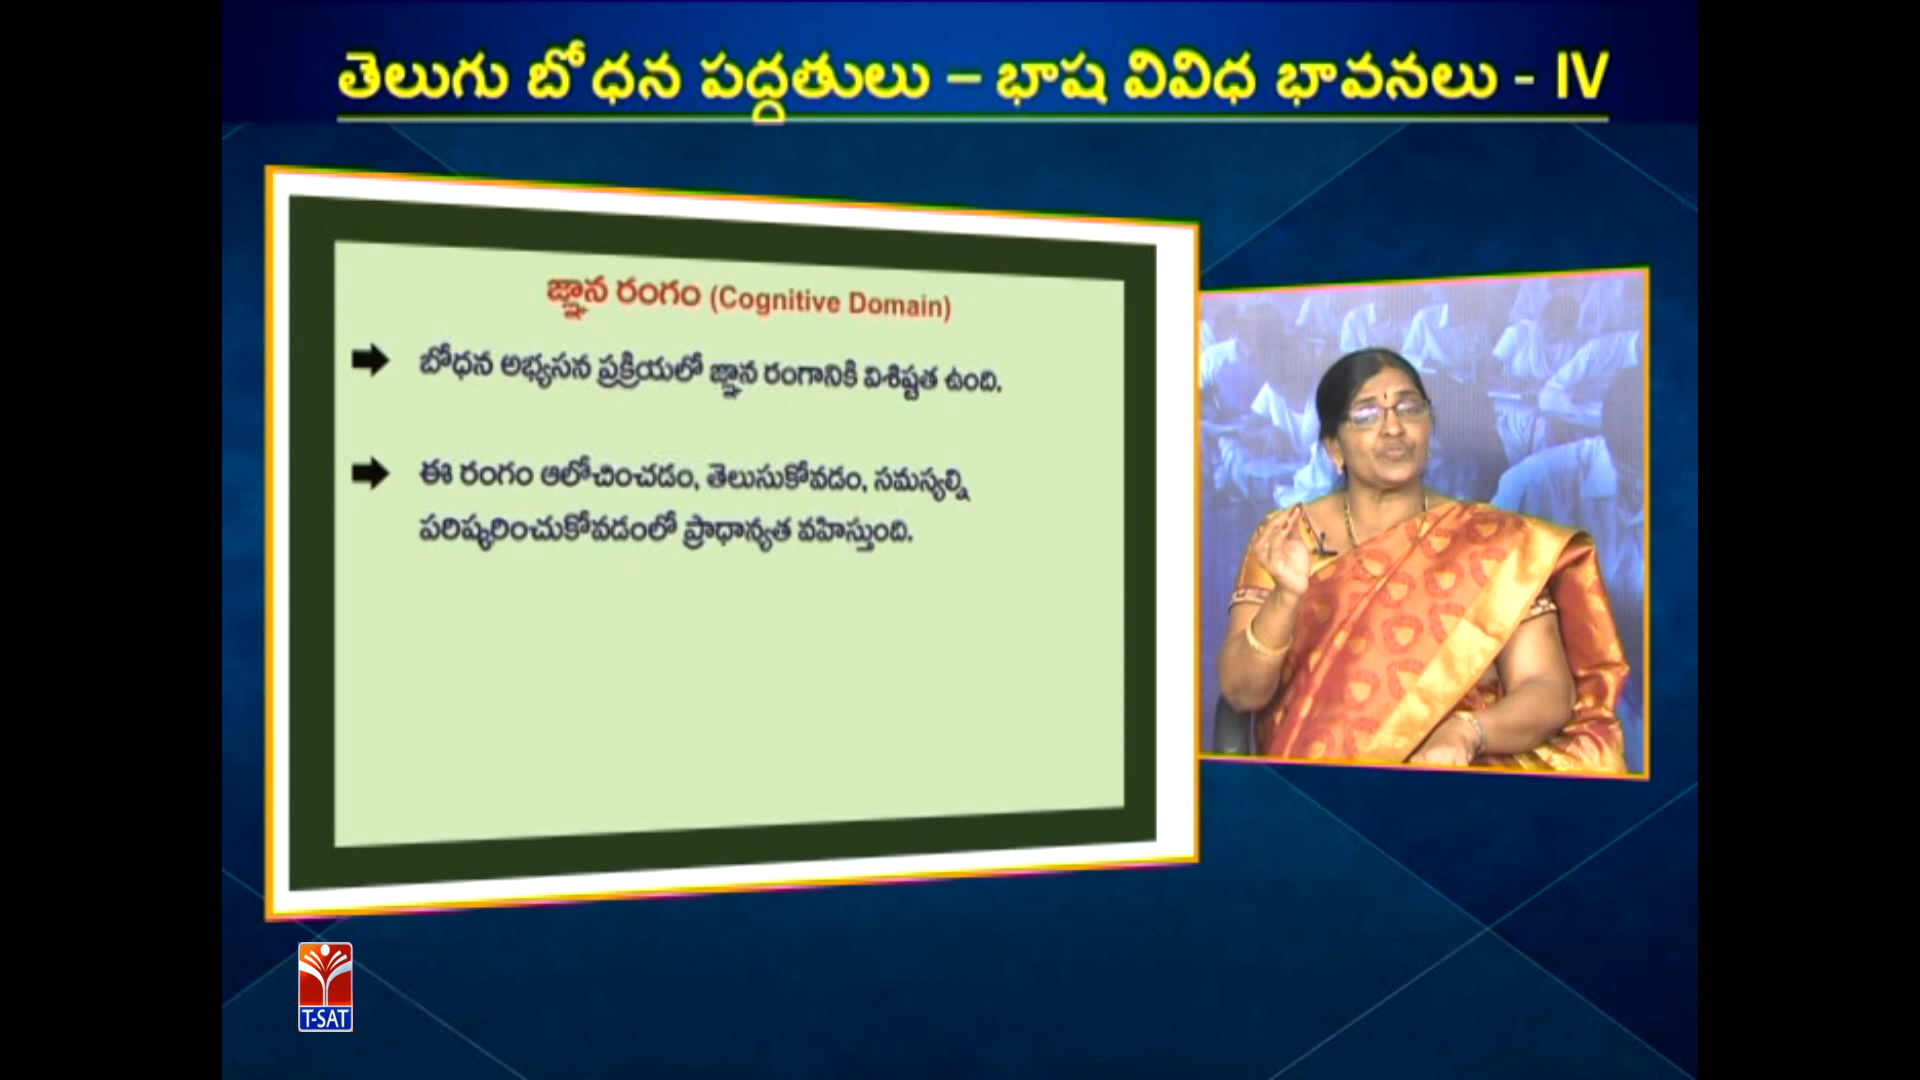 తెలుగు బోధన పద్దతులు – భాష వివిధ భావనలు - IV
జ్ఞాన రంగం (Cognitive Domain)
బోధన అభ్యసన ప్రక్రియలో జ్ఞాన రంగానికి విశిష్టత ఉంది.
ఈ రంగం ఆలోచించడం, తెలుసుకోవడం, సమస్యల్ని
పరిష్కరించుకోవడంలో ప్రాధాన్యత వహిస్తుంది.
T-SAT